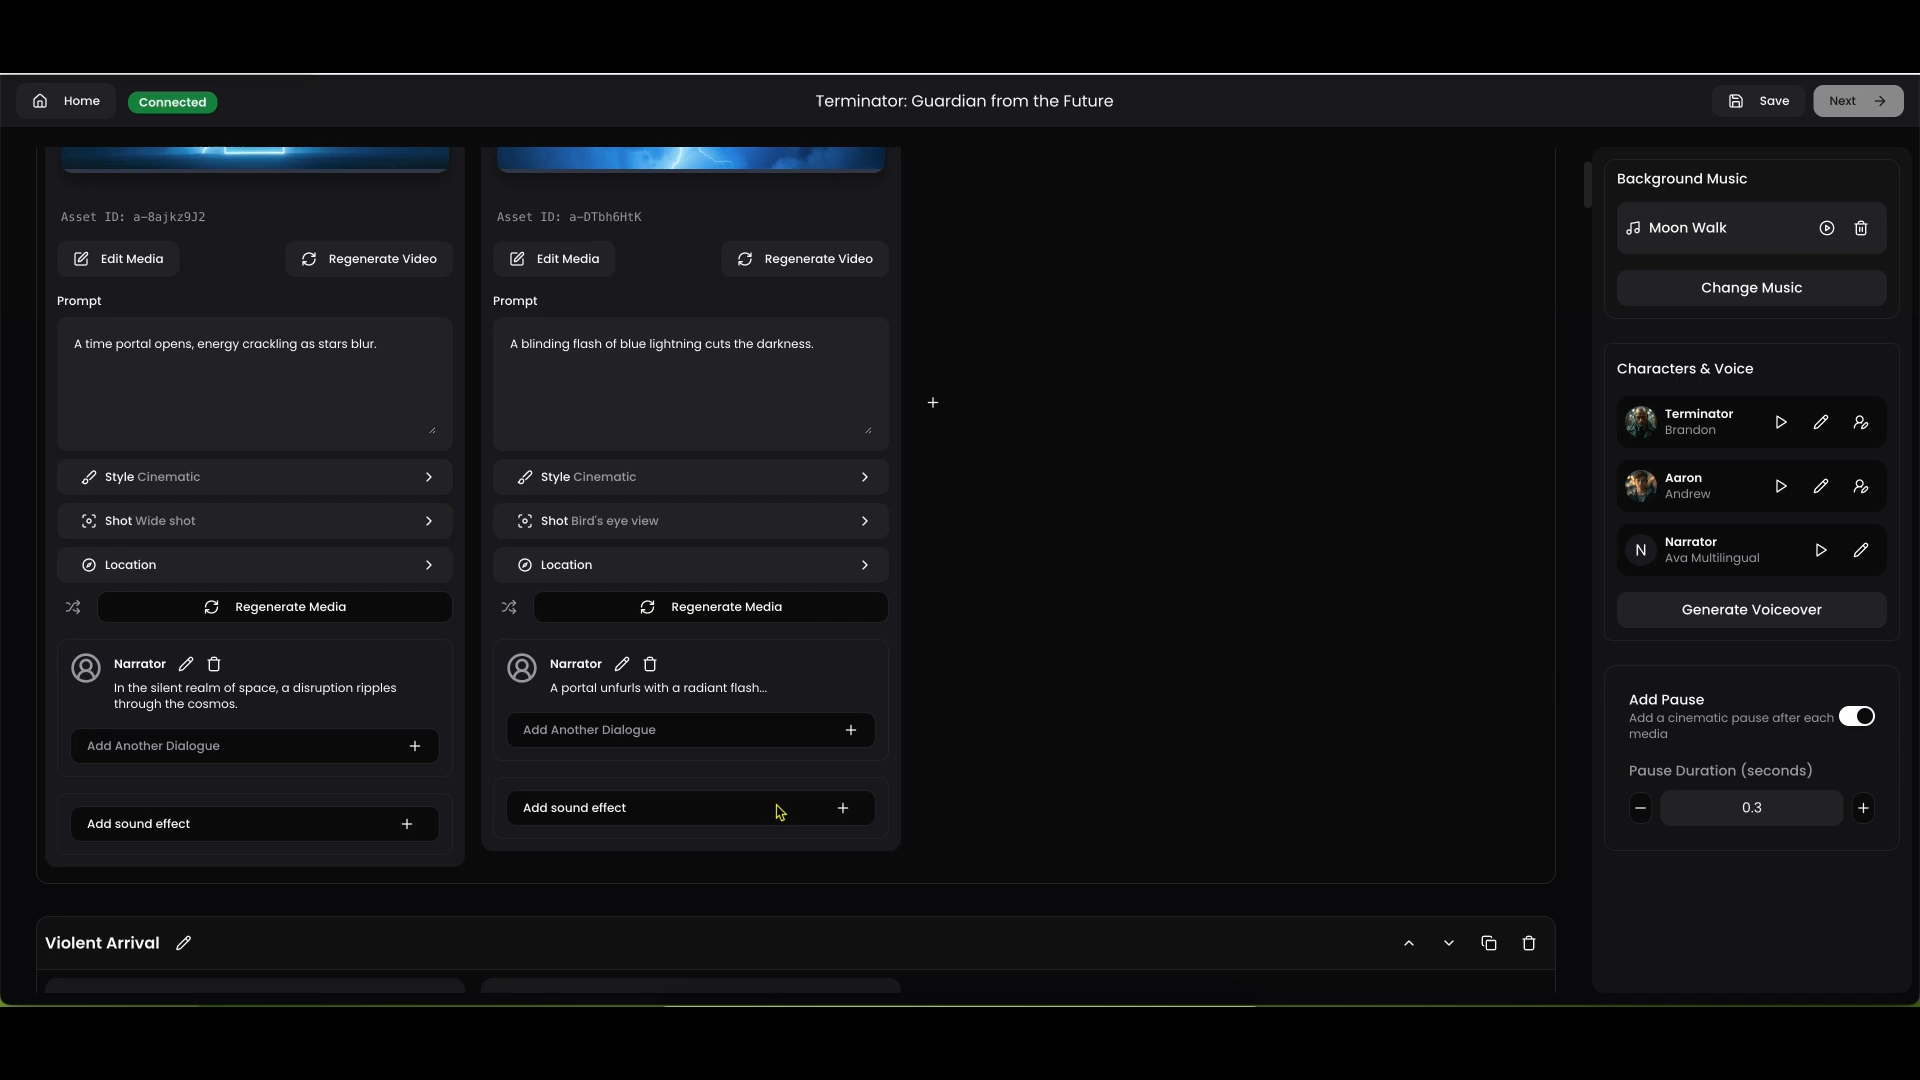 Home
Connected
Terminator: Guardian from the Future
Save
Next
Asset ID: a-8ajkz9J2
Edit Media
Regenerate Video
Prompt
A time portal opens, energy crackling as stars blur.
Style Cinematic
Shot Wide shot
Location
Regenerate Media
Narrator
In the silent realm of space, a disruption ripples
through the cosmos.
Add Another Dialogue
Add sound effect
Asset ID: a-DTbh6HtK
Edit Media
Regenerate Video
Prompt
A blinding flash of blue lightning cuts the darkness.
Style Cinematic
Shot Bird's eye view
Location
Regenerate Media
Narrator
A portal unfurls with a radiant flash...
Add Another Dialogue
Add sound effect
Violent Arrival
Background Music
Moon Walk
Change Music
Characters & Voice
Terminator
Brandon
Aaron
Andrew
N
Narrator
Ava Multilingual
Generate Voiceover
Add Pause
Add a cinematic pause after each
media
Pause Duration (seconds)
0.3